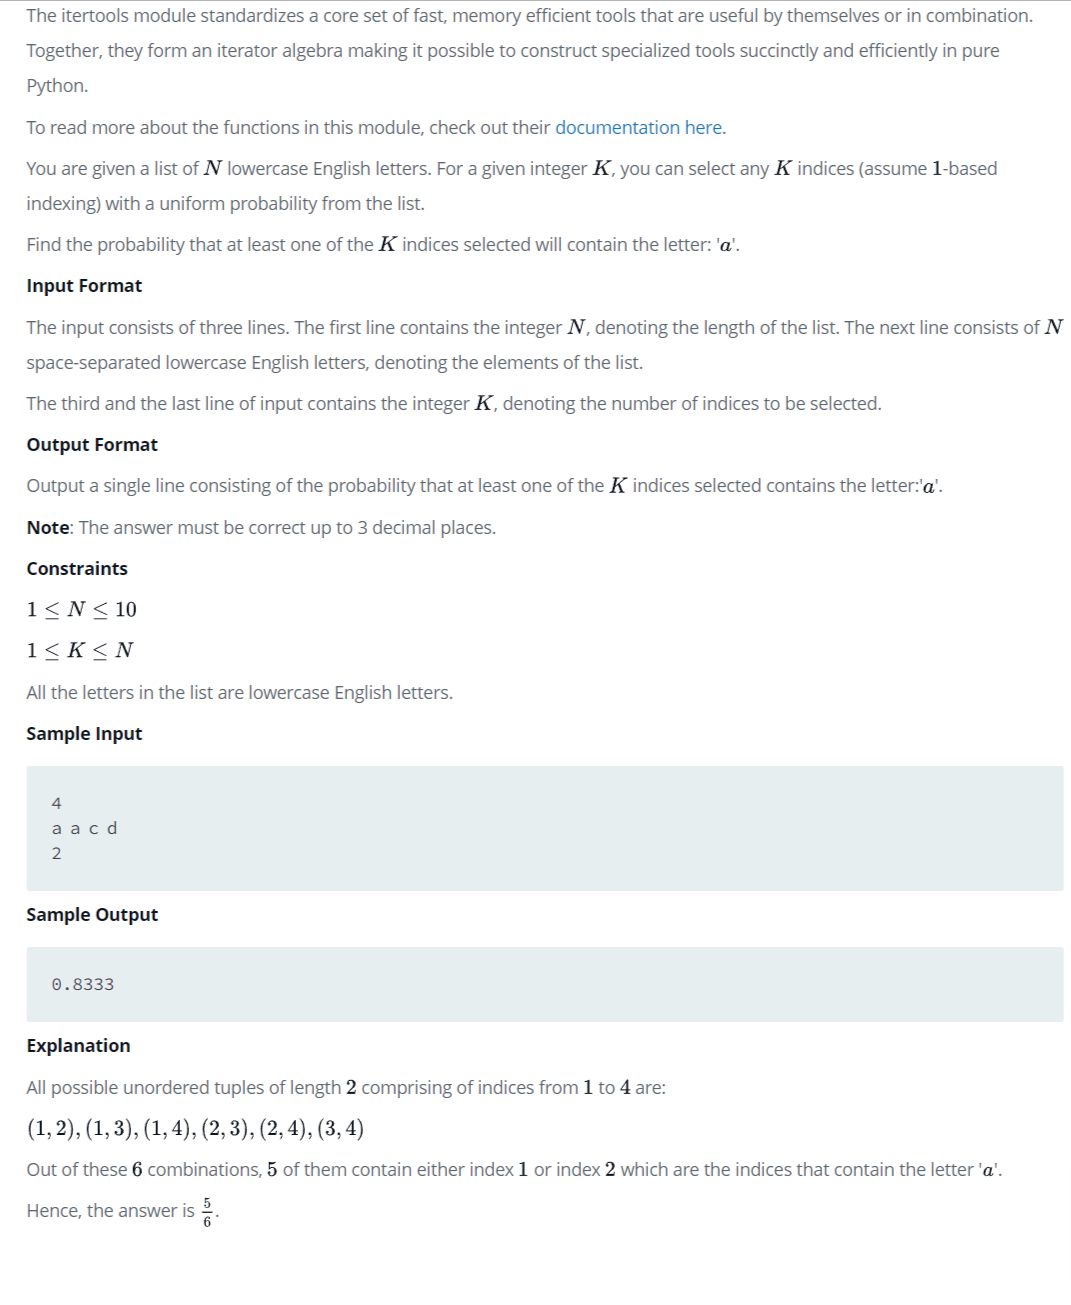 The itertools module standardizes a core set of fast, memory efficient tools that are useful by themselves or in combination.
Together, they form an iterator algebra making it possible to construct specialized tools succinctly and efficiently in pure
Python.
To read more about the functions in this module, check out their documentation here.
You are given a list of N lowercase English letters. For a given integer K, you can select any K indices (assume 1-based
indexing) with a uniform probability from the list.
Find the probability that at least one of the K indices selected will contain the letter: 'a'.
Input Format
The input consists of three lines. The first line contains the integer N, denoting the length of the list. The next line consists of N
space-separated lowercase English letters, denoting the elements of the list.
The third and the last line of input contains the integer K, denoting the number of indices to be selected.
Output Format
Output a single line consisting of the probability that at least one of the K indices selected contains the letter:'a'.
Note: The answer must be correct up to 3 decimal places.
Constraints
1 ≤ N ≤ 10
1 ≤ K ≤ N
All the letters in the list are lowercase English letters.
Sample Input
4
a a c d
2
Sample Output
0.8333
Explanation
All possible unordered tuples of length 2 comprising of indices from 1 to 4 are:
(1, 2), (1, 3), (1, 4), (2, 3), (2, 4), (3, 4)
Out of these 6 combinations, 5 of them contain either index 1 or index 2 which are the indices that contain the letter 'a'.
Hence, the answer is 5/6.